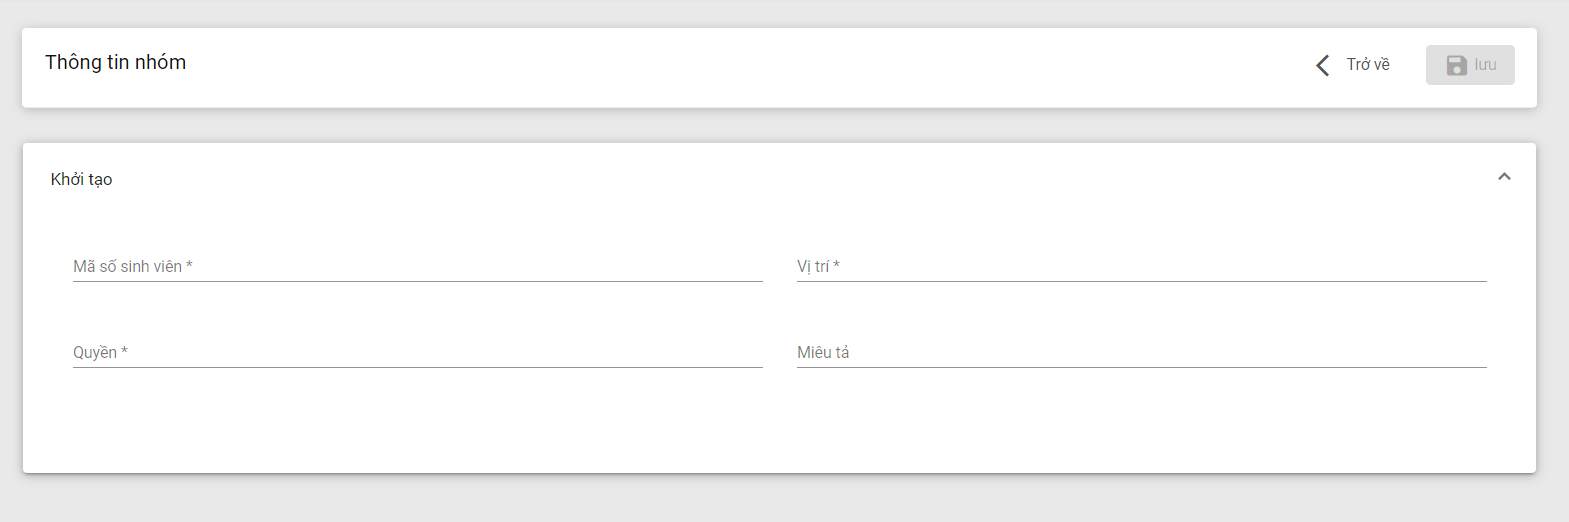 Thông tin nhóm
Trở về
lưu
Khởi tạo
Mã số sinh viên *
Vị trí *
Quyền *
Miêu tả